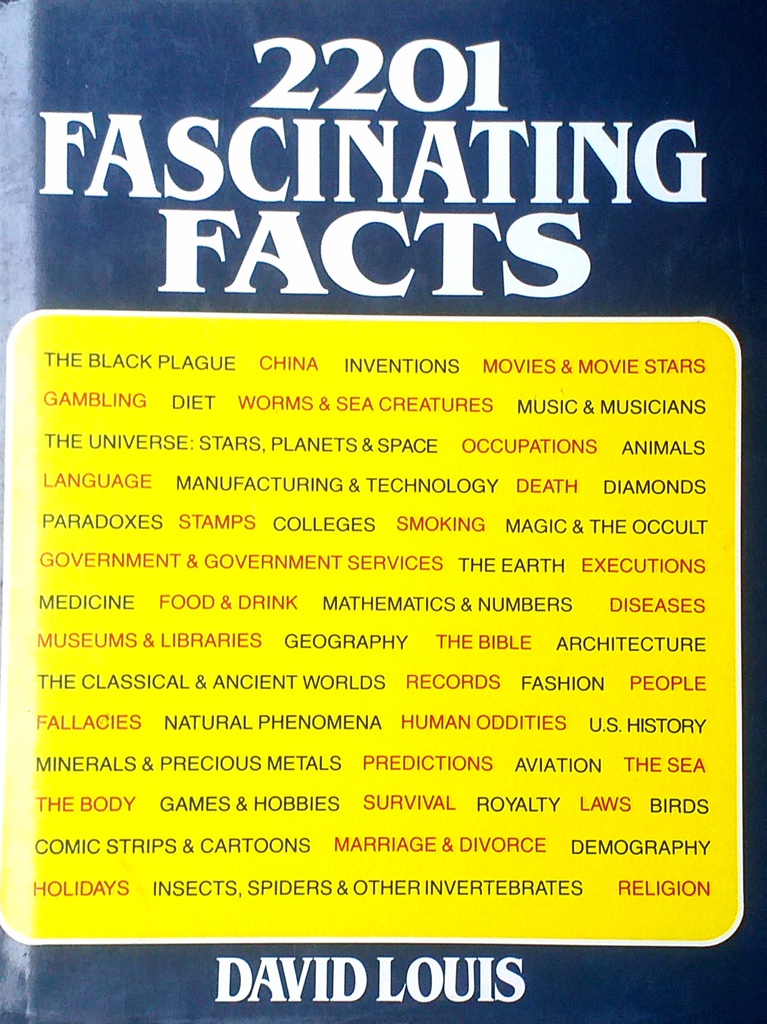 2201
FASCINATING
FACTS
THE BLACK PLAGUE CHINA INVENTIONS MOVIES & MOVIE STARS
GAMBLING DIET WORMS & SEA CREATURES MUSIC & MUSICIANS
THE UNIVERSE: STARS, PLANETS & SPACE OCCUPATIONS ANIMALS
LANGUAGE MANUFACTURING & TECHNOLOGY DEATH DIAMONDS
PARADOXES STAMPS COLLEGES SMOKING MAGIC & THE OCCULT
GOVERNMENT & GOVERNMENT SERVICES THE EARTH EXECUTIONS
MEDICINE FOOD & DRINK MATHEMATICS & NUMBERS DISEASES
MUSEUMS & LIBRARIES GEOGRAPHY THE BIBLE ARCHITECTURE
THE CLASSICAL & ANCIENT WORLDS RECORDS FASHION PEOPLE
FALLACIES NATURAL PHENOMENA HUMAN ODDITIES U.S. HISTORY
MINERALS & PRECIOUS METALS PREDICTIONS AVIATION THE SEA
THE BODY GAMES & HOBBIES SURVIVAL ROYALTY LAWS BIRDS
COMIC STRIPS & CARTOONS MARRIAGE & DIVORCE DEMOGRAPHY
HOLIDAYS INSECTS, SPIDERS & OTHER INVERTEBRATES RELIGION
DAVID LOUIS